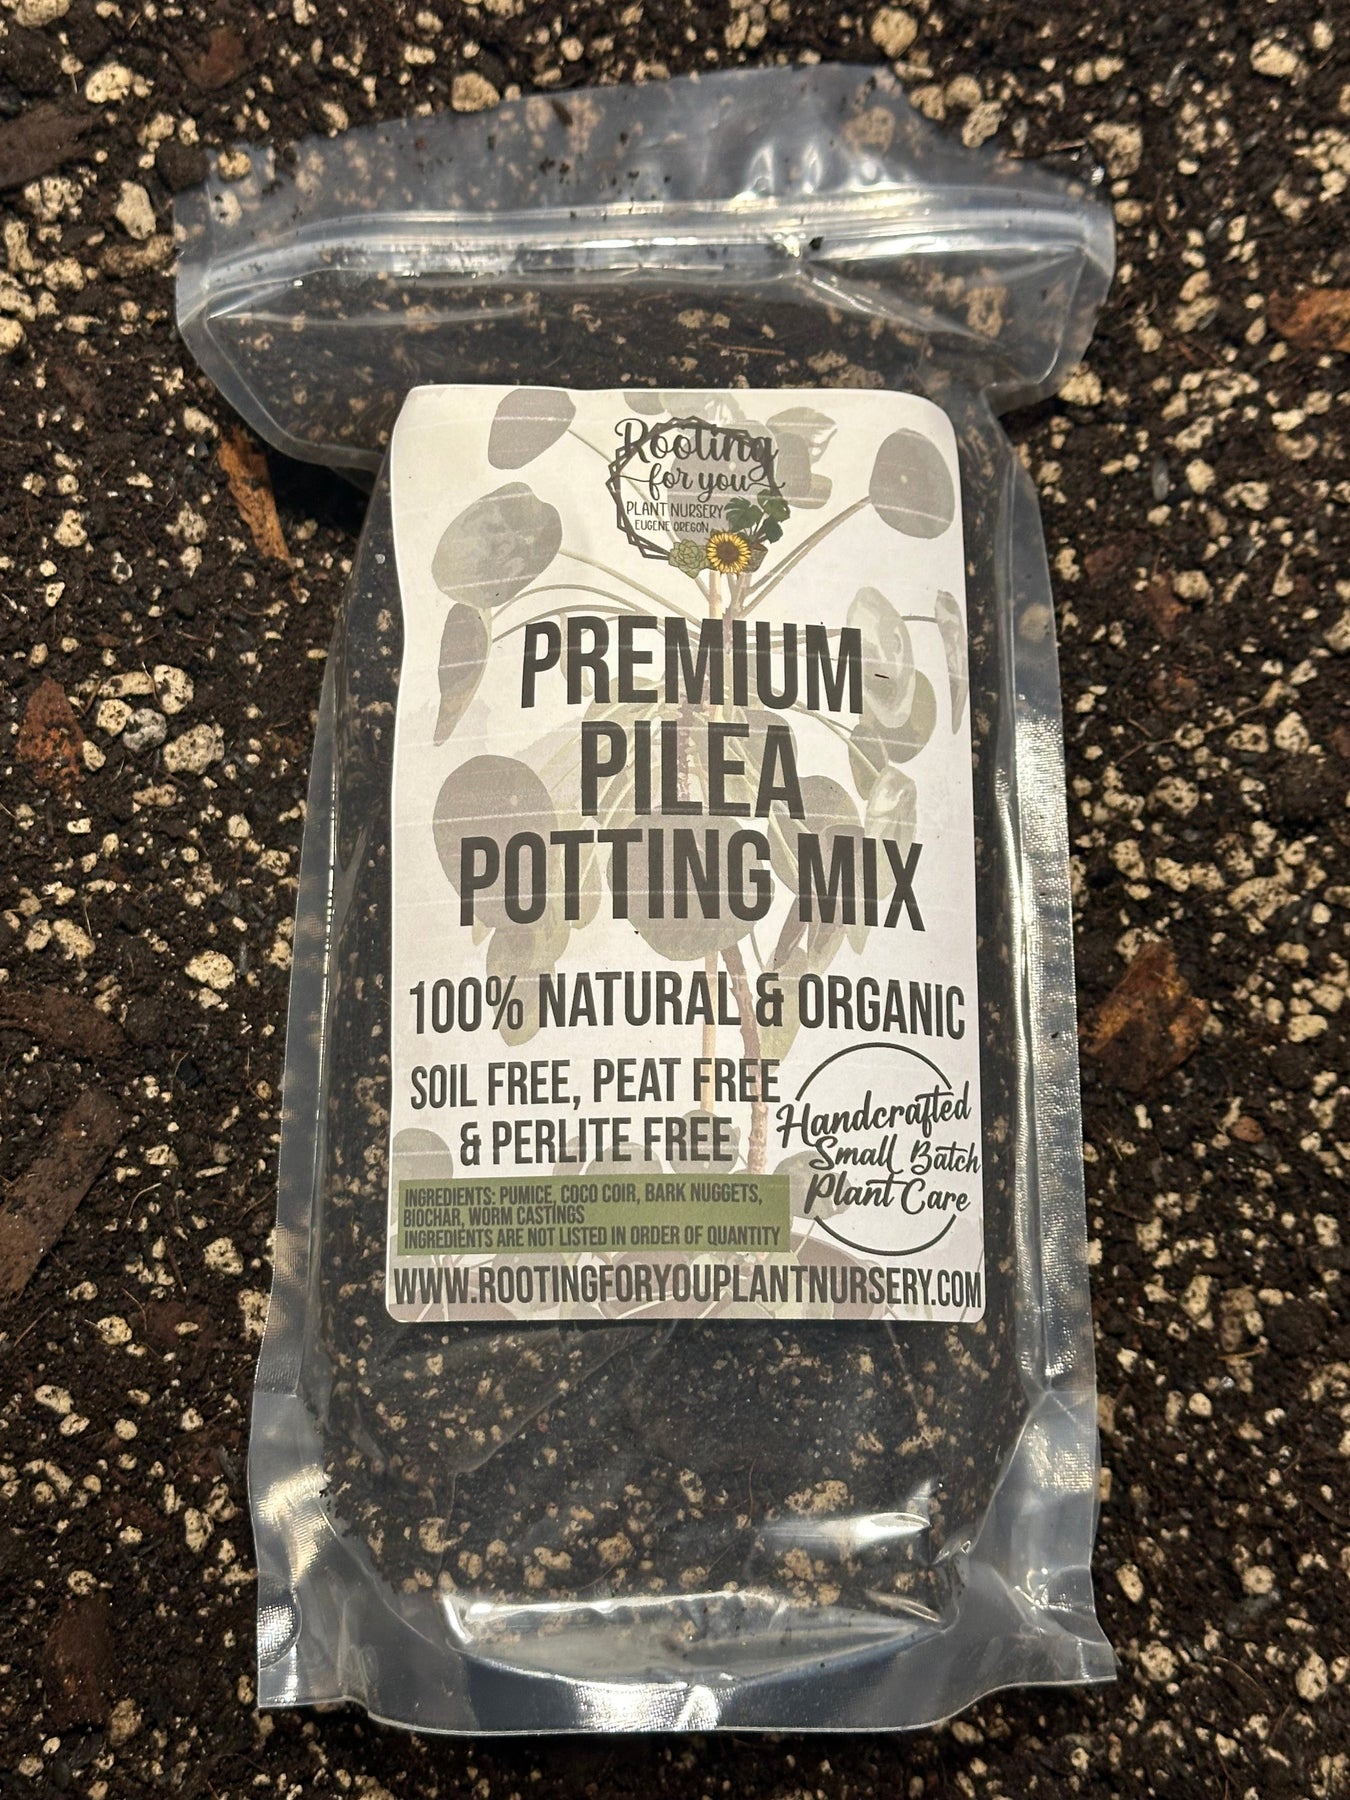 Rooting
for you
PLANT NURSERY
EUGENE OREGON
PREMIUM
PILEA
POTTING MIX
100% NATURAL & ORGANIC
SOIL FREE, PEAT FREE
& PERLITE FREE
Handcrafted
Small Batch
Plant Care
INGREDIENTS: PUMICE, COCO COIR, BARK NUGGETS,
BIOCHAR, WORM CASTINGS
INGREDIENTS ARE NOT LISTED IN ORDER OF QUANTITY
WWW.ROOTINGFORYOUPLANTNURSERY.COM